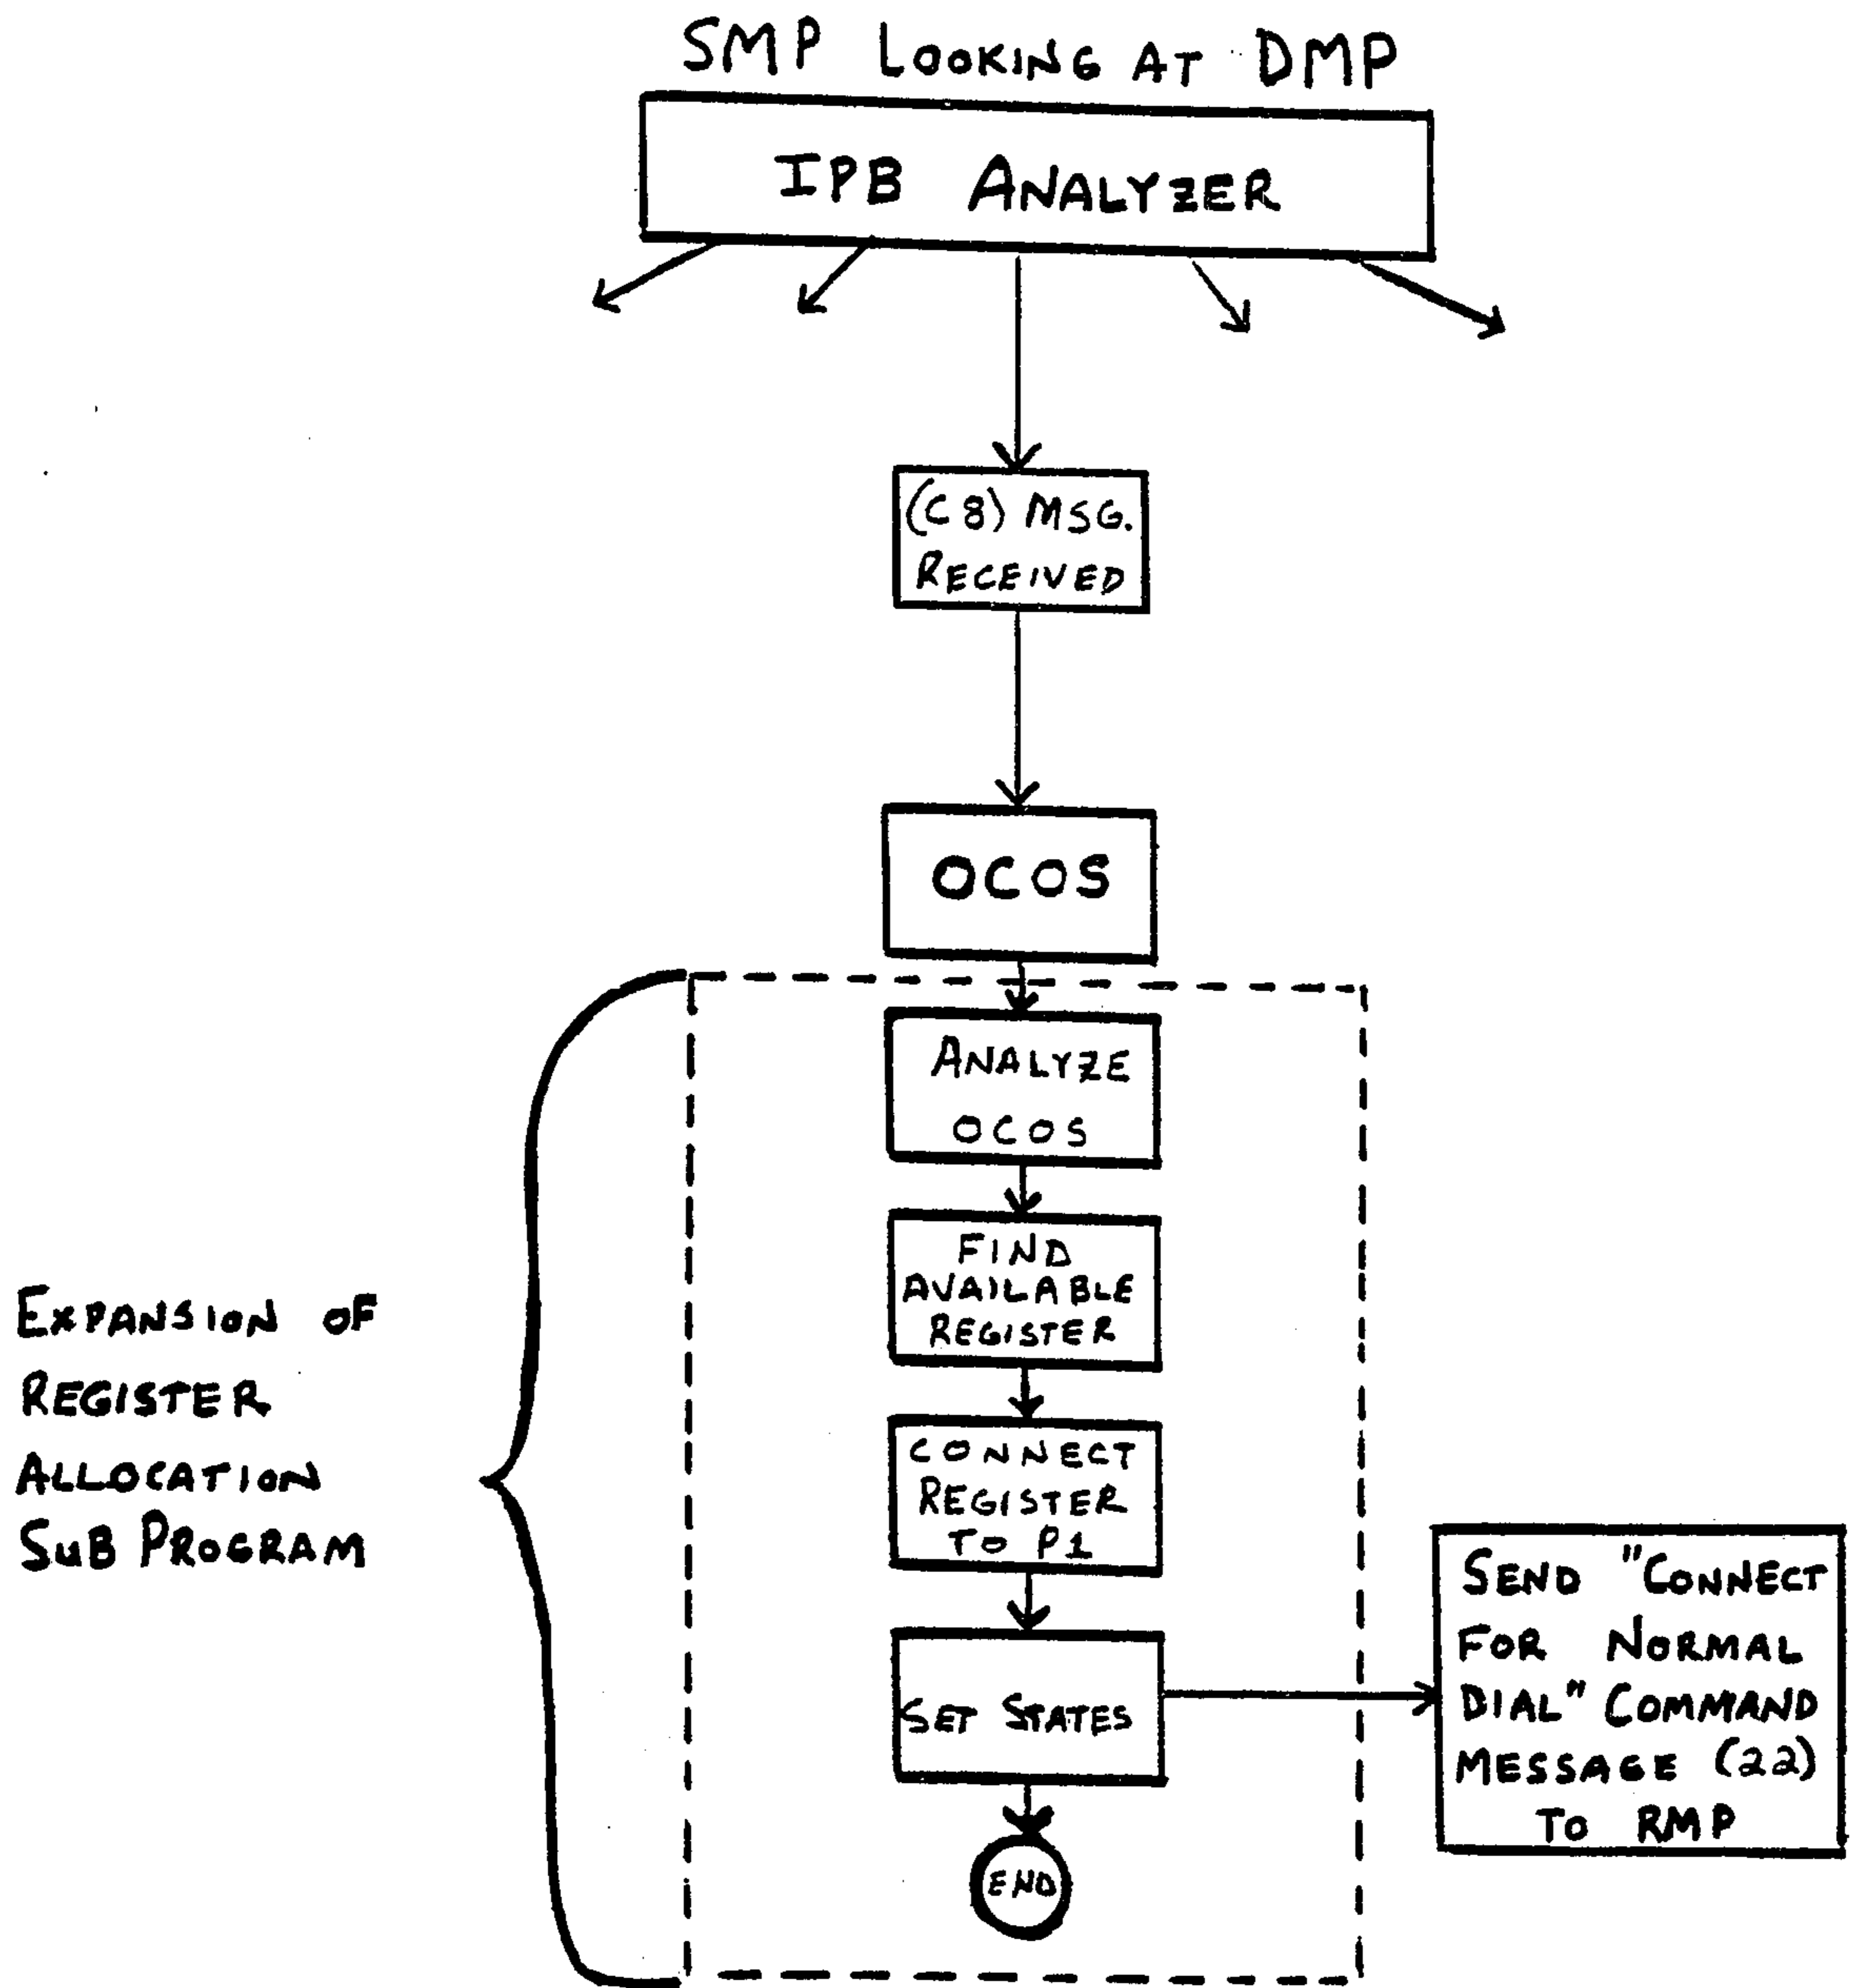 SMP LOOKING AT DMP
IPB ANALYZER
(C8) MSG.
RECEIVED
OCOS
ANALYZE
OCOS
FIND
AVAILABLE
REGISTER
CONNECT
REGISTER
TO P1
SET STATES
END
EXPANSION OF
REGISTER
ALLOCATION
SUB PROGRAM
SEND "CONNECT
FOR NORMAL
DIAL" COMMAND
MESSAGE (22)
TO RMP